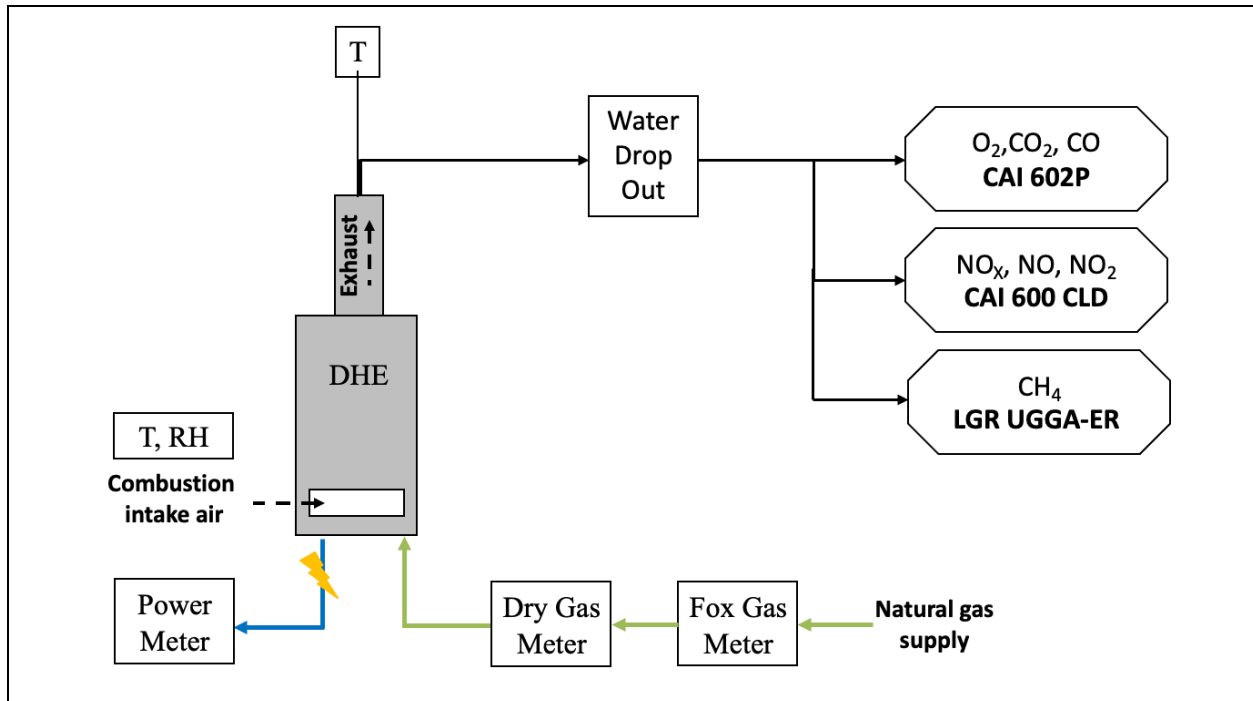 T
Water
Drop
Out
O₂,CO₂, CO
CAI 602P
Exhaust
NOₓ, NO, NO₂
CAI 600 CLD
DHE
CH₄
LGR UGGA-ER
T, RH
Combustion
intake air
Power
Meter
Dry Gas
Meter
Fox Gas
Meter
Natural gas
supply